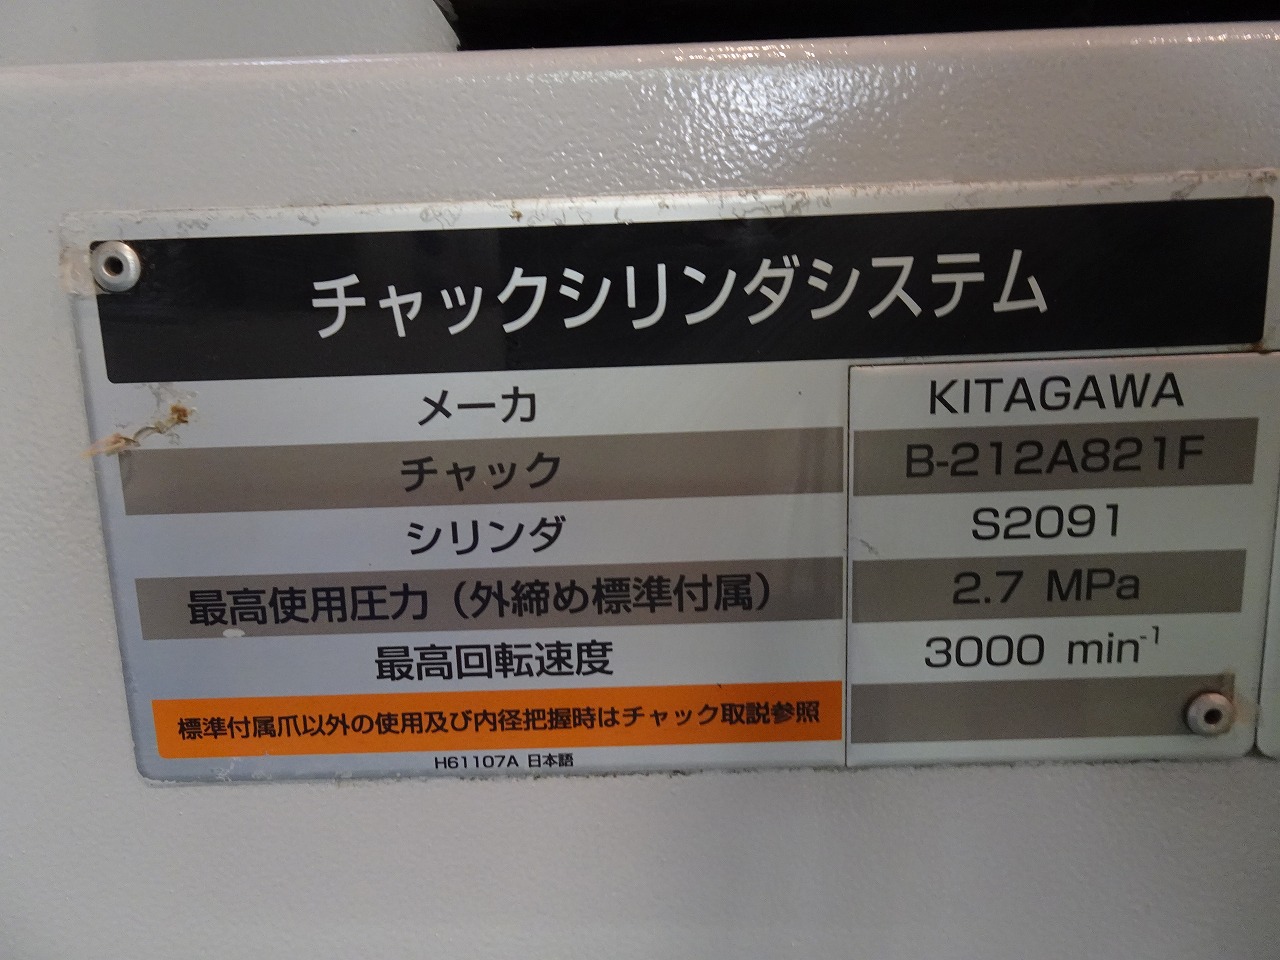 チャックシリンダシステム
メーカ KITAGAWA
チャック B-212A821F
シリンダ S2091
最高使用圧力（外締め標準付属） 2.7 MPa
最高回転速度 3000 min⁻¹
標準付属爪以外の使用及び内径把握時はチャック取説参照
H61107A 日本語